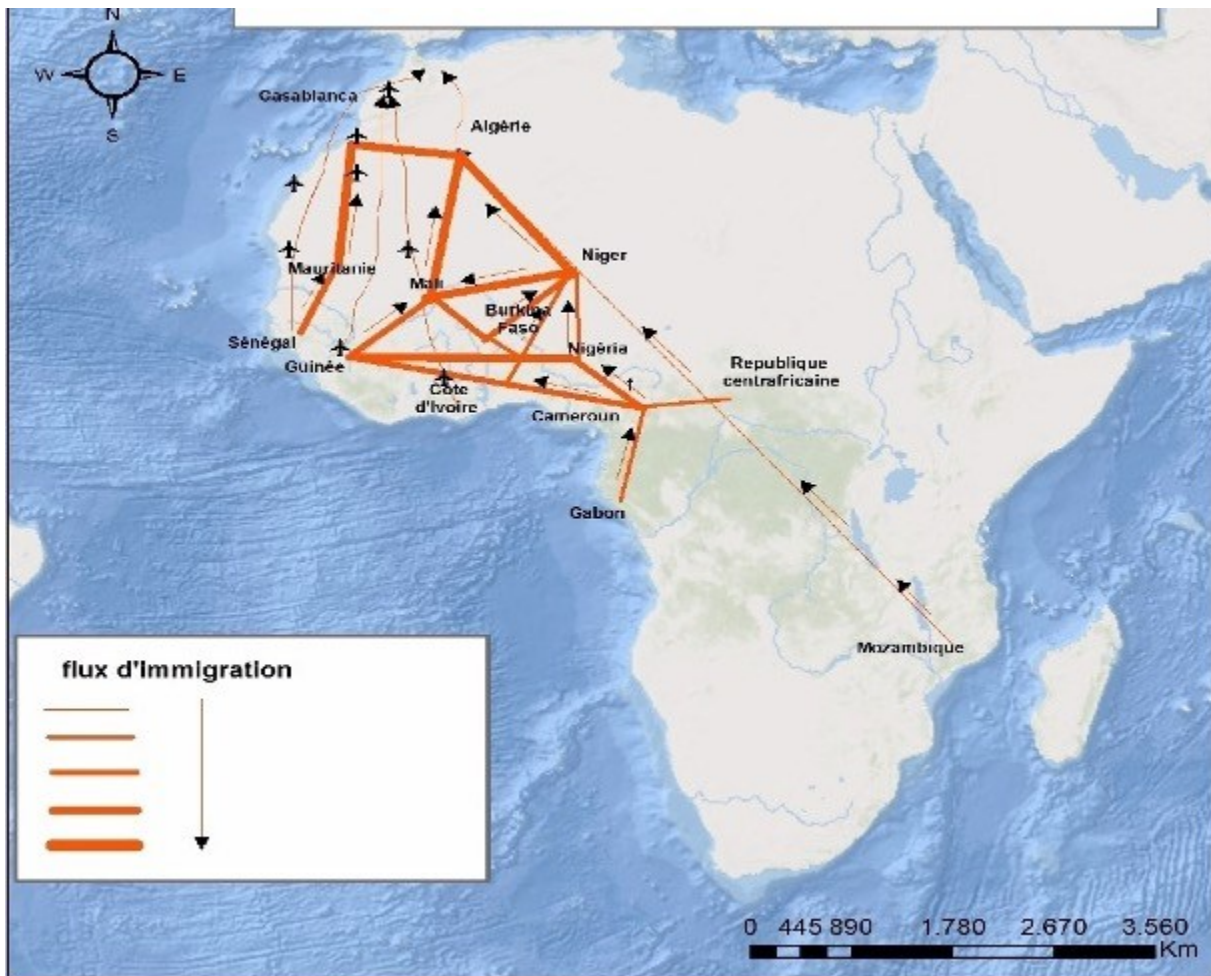 N
W E
S
Casablanca
Algérie
Mauritanie
Mali
Niger
Burkina
Faso
Sénégal
Guinée
Nigéria
Côte
d'Ivoire
Cameroun
Republique
centrafricaine
Gabon
Mozambique
flux d'immigration
0 445 890 1.780 2.670 3.560
Km